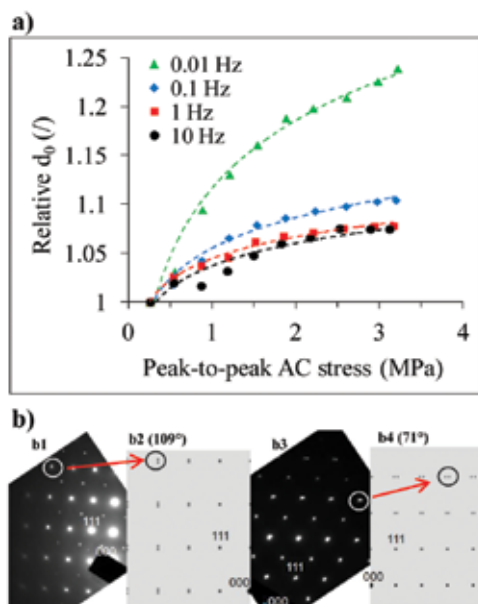 a)
1.25
1.2
1.15
1.1
1.05
1
Relative d₀ (/)
0.01 Hz
0.1 Hz
1 Hz
10 Hz
0 1 2 3 4
Peak-to-peak AC stress (MPa)
b)
b1 b2 (109°) b3 b4 (71°)
111 111 111 111
000 000 000